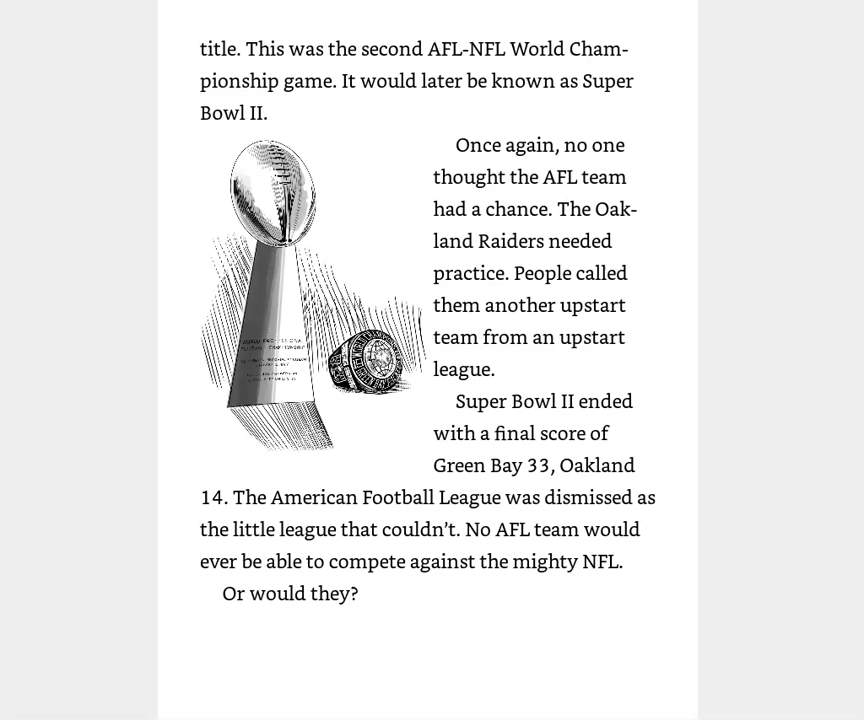 title. This was the second AFL-NFL World Cham-
pionship game. It would later be known as Super
Bowl II.
Once again, no one
thought the AFL team
had a chance. The Oak-
land Raiders needed
practice. People called
them another upstart
team from an upstart
league.
Super Bowl II ended
with a final score of
Green Bay 33, Oakland
14. The American Football League was dismissed as
the little league that couldn’t. No AFL team would
ever be able to compete against the mighty NFL.
Or would they?